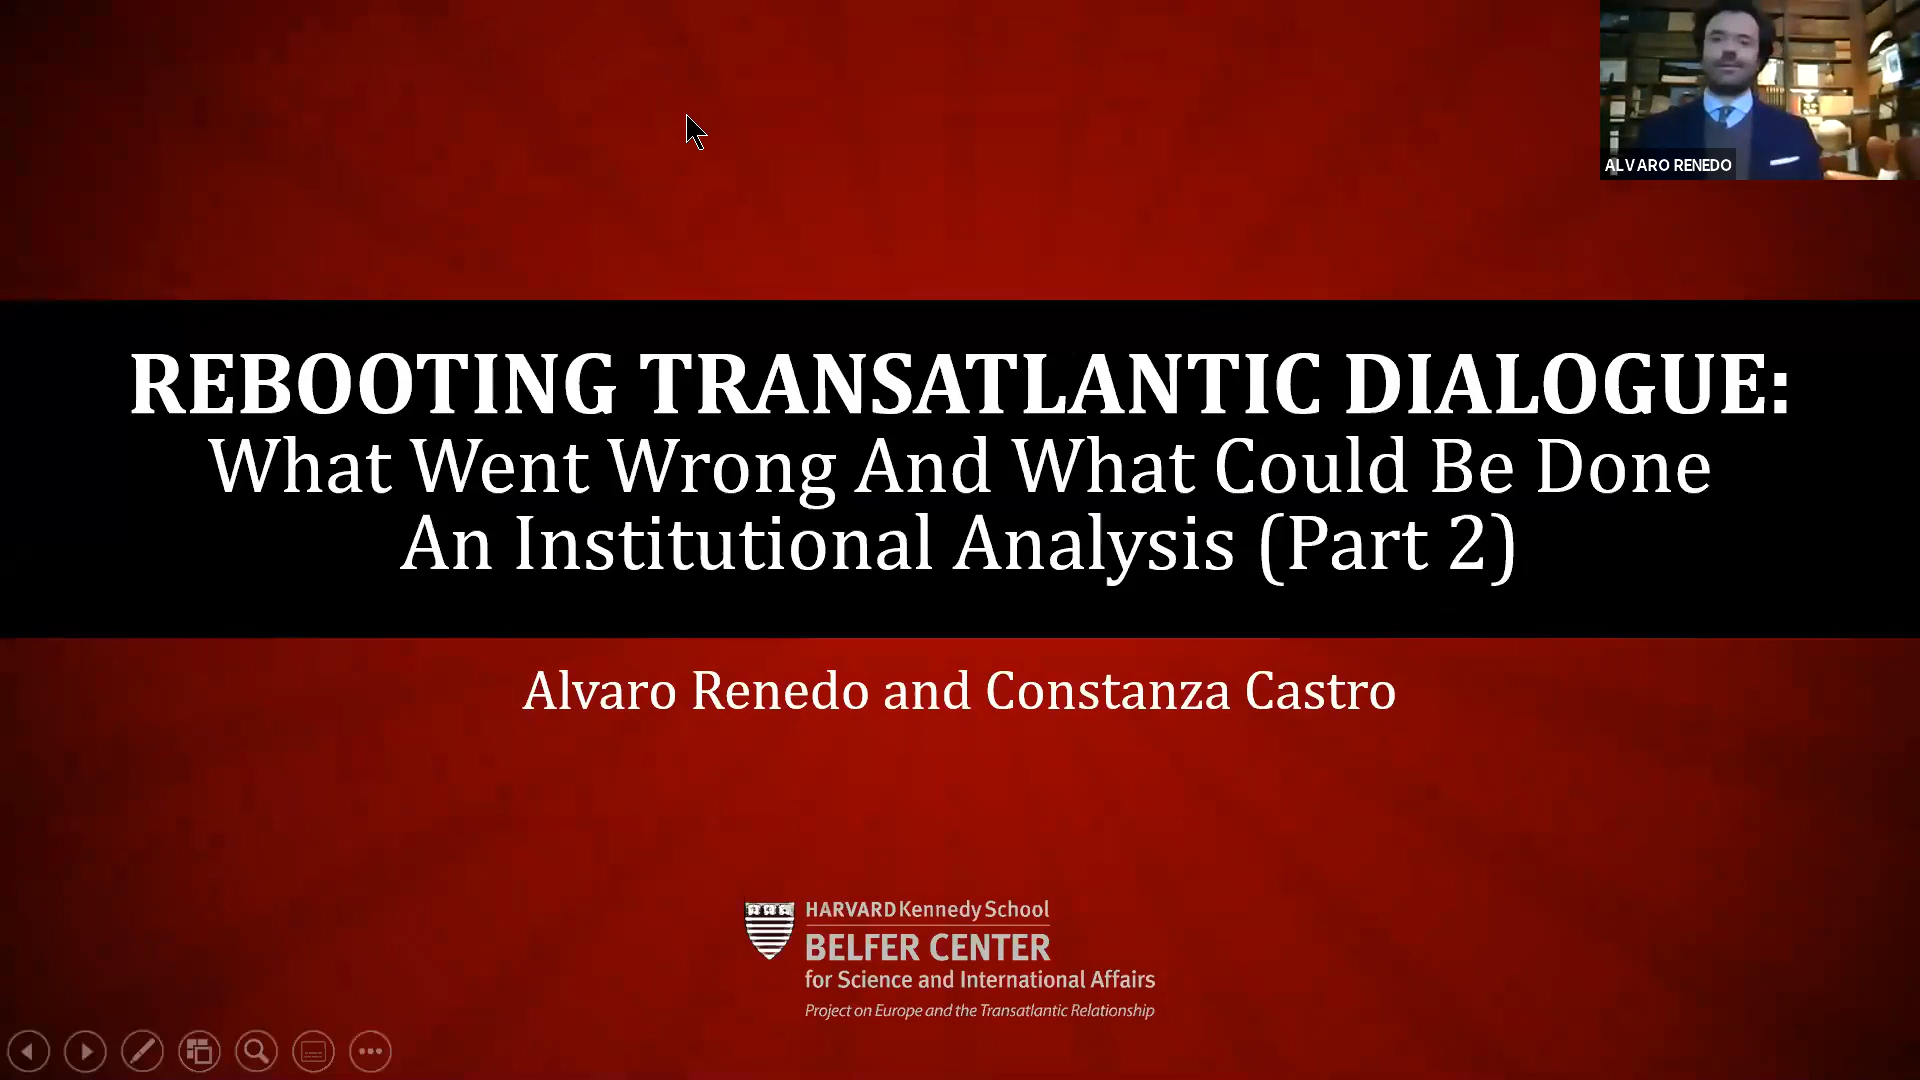 ALVARO RENEDO
REBOOTING TRANSATLANTIC DIALOGUE:
What Went Wrong And What Could Be Done
An Institutional Analysis (Part 2)
Alvaro Renedo and Constanza Castro
HARVARD Kennedy School
BELFER CENTER
for Science and International Affairs
Project on Europe and the Transatlantic Relationship